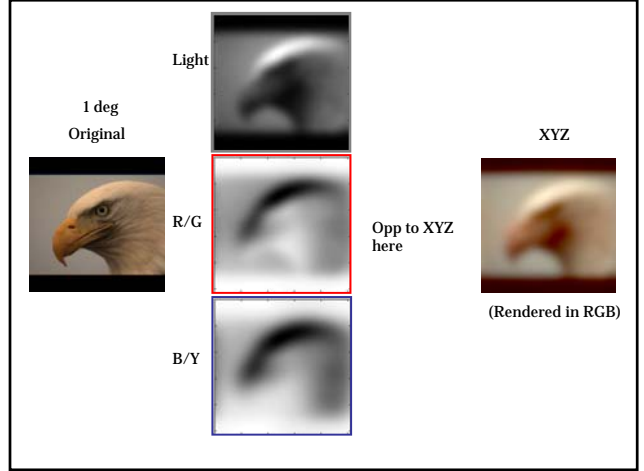 Light
1 deg
Original
R/G
B/Y
Opp to XYZ
here
XYZ
(Rendered in RGB)